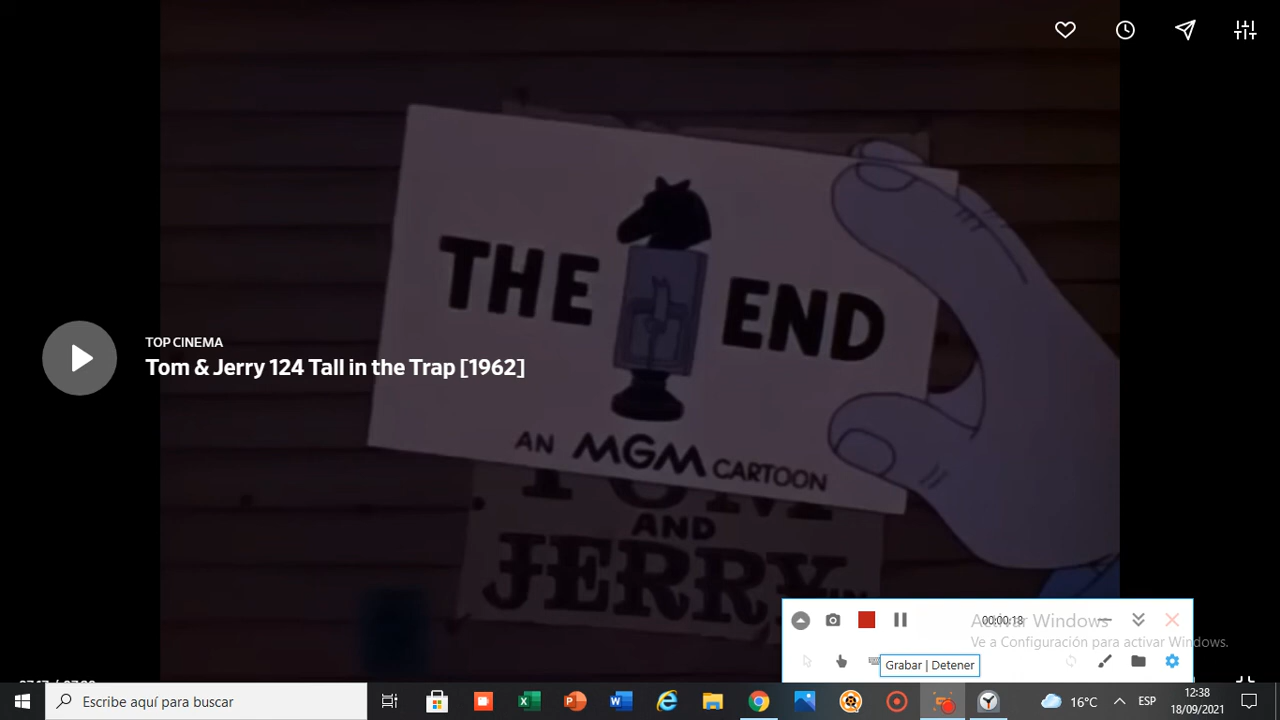 THE END
AN MGM CARTOON
TOM
AND
JERRY
IN
TOP CINEMA
Tom & Jerry 124 Tall in the Trap [1962]
00:00:18
Activar Windows
Ve a Configuración para activar Windows.
Grabar | Detener
Escribe aquí para buscar
16°C
ESP
12:38
18/09/2021